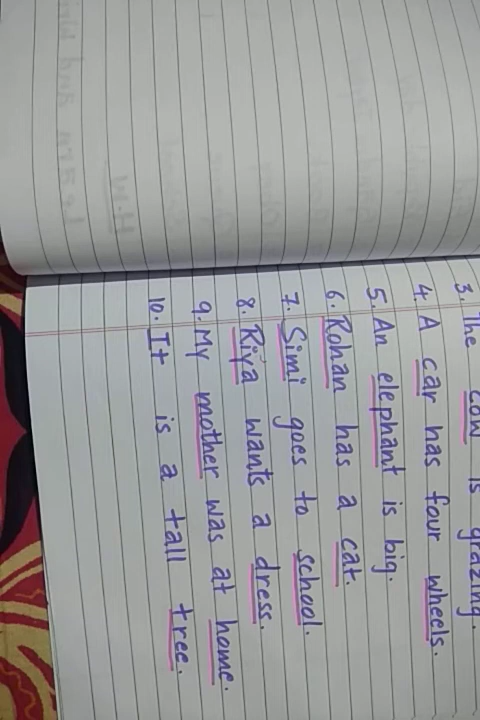 3. The cow is grazing.
4. A car has four wheels.
5. An elephant is big.
6. Rohan has a cat.
7. Simi goes to school.
8. Riya wants a dress.
9. My mother was at home.
10. It is a tall tree.
H.W